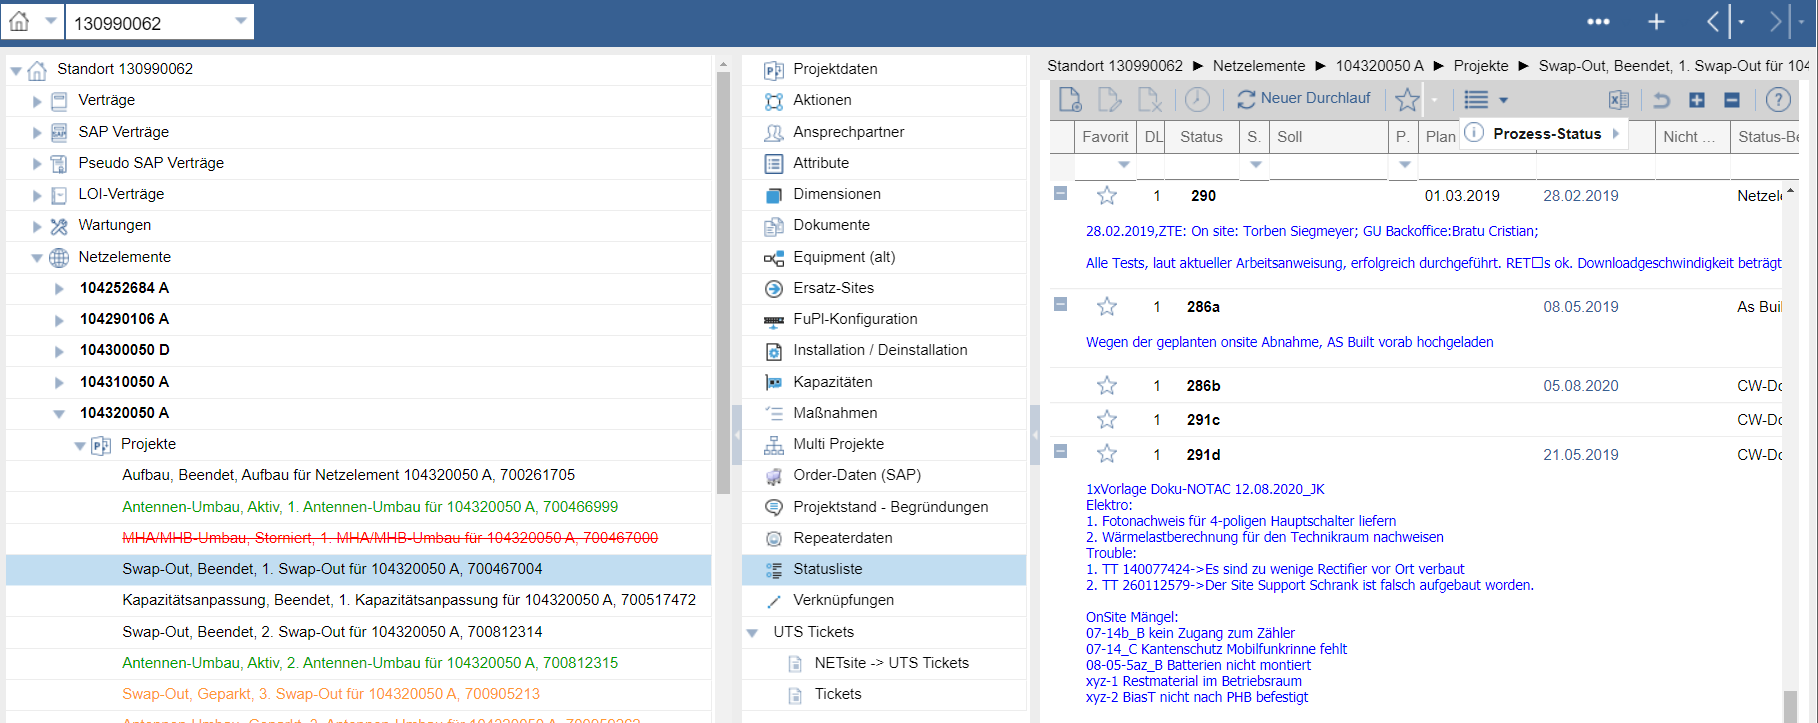 130990062
Standort 130990062
Verträge
SAP Verträge
Pseudo SAP Verträge
LOI-Verträge
Wartungen
Netzelemente
104252684 A
104290106 A
104300050 D
104310050 A
104320050 A
Projekte
Aufbau, Beendet, Aufbau für Netzelement 104320050 A, 700261705
Antennen-Umbau, Aktiv, 1. Antennen-Umbau für 104320050 A, 700466999
MHA/MHB-Umbau, Storniert, 1. MHA/MHB-Umbau für 104320050 A, 700467000
Swap-Out, Beendet, 1. Swap-Out für 104320050 A, 700467004
Kapazitätsanpassung, Beendet, 1. Kapazitätsanpassung für 104320050 A, 700517472
Swap-Out, Beendet, 2. Swap-Out für 104320050 A, 700812314
Antennen-Umbau, Aktiv, 2. Antennen-Umbau für 104320050 A, 700812315
Swap-Out, Geparkt, 3. Swap-Out für 104320050 A, 700905213
Projektdaten
Aktionen
Ansprechpartner
Attribute
Dimensionen
Dokumente
Equipment (alt)
Ersatz-Sites
FuPl-Konfiguration
Installation / Deinstallation
Kapazitäten
Maßnahmen
Multi Projekte
Order-Daten (SAP)
Projektstand - Begründungen
Repeaterdaten
Statusliste
Verknüpfungen
UTS Tickets
NETsite -> UTS Tickets
Tickets
Standort 130990062 ► Netzelemente ► 104320050 A ► Projekte ► Swap-Out, Beendet, 1. Swap-Out für 104
Neuer Durchlauf
Prozess-Status
Favorit DL Status S. Soll P. Plan Nicht ... Status-Be
1 290 01.03.2019 28.02.2019 Netzele
28.02.2019,ZTE: On site: Torben Siegmeyer; GU Backoffice:Bratu Cristian;
Alle Tests, laut aktueller Arbeitsanweisung, erfolgreich durchgeführt. RET□s ok. Downloadgeschwindigkeit beträgt
1 286a 08.05.2019 As Buil
Wegen der geplanten onsite Abnahme, AS Built vorab hochgeladen
1 286b 05.08.2020 CW-Do
1 291c CW-Do
1 291d 21.05.2019 CW-Do
1xVorlage Doku-NOTAC 12.08.2020_JK
Elektro:
1. Fotonachweis für 4-poligen Hauptschalter liefern
2. Wärmelastberechnung für den Technikraum nachweisen
Trouble:
1. TT 140077424->Es sind zu wenige Rectifier vor Ort verbaut
2. TT 260112579->Der Site Support Schrank ist falsch aufgebaut worden.
OnSite Mängel:
07-14b_B kein Zugang zum Zähler
07-14_C Kantenschutz Mobilfunkrinne fehlt
08-05-5az_B Batterien nicht montiert
xyz-1 Restmaterial im Betriebsraum
xyz-2 BiasT nicht nach PHB befestigt